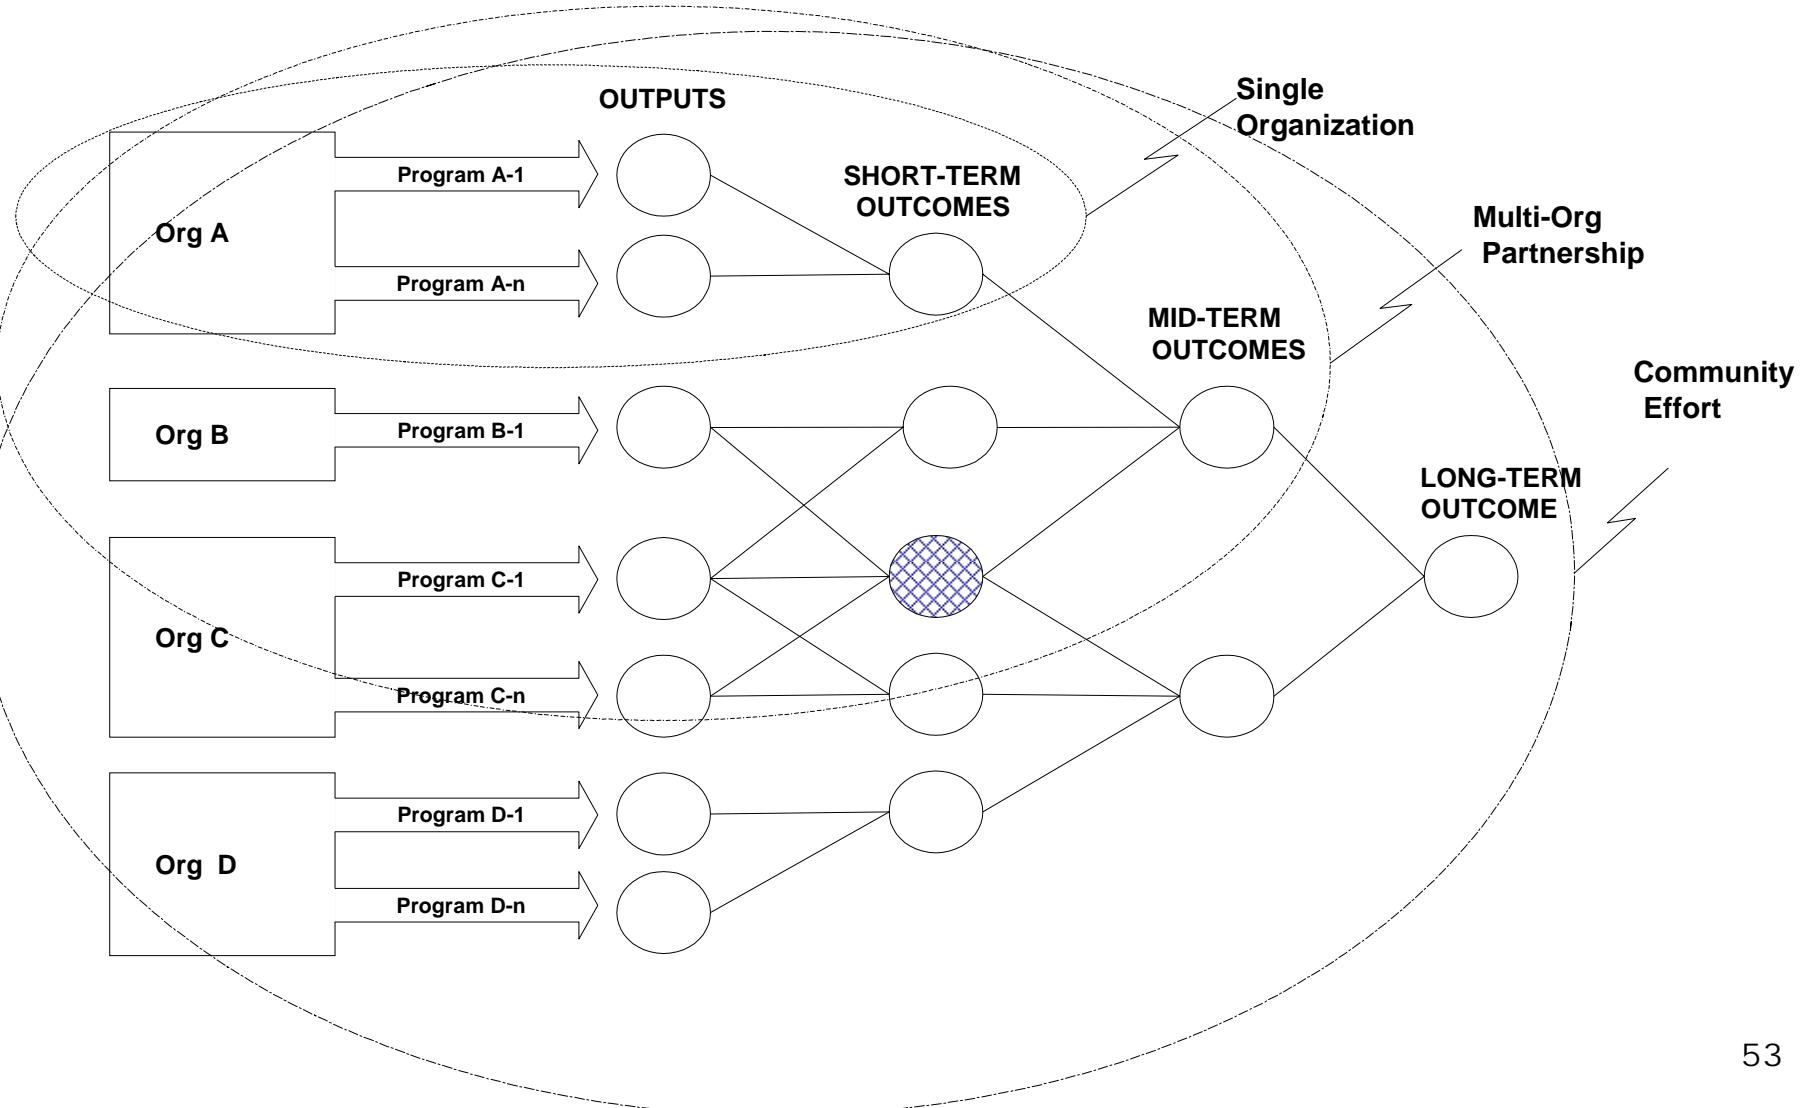 OUTPUTS
Single
Organization
SHORT-TERM
OUTCOMES
Multi-Org
Partnership
MID-TERM
OUTCOMES
Community
Effort
LONG-TERM
OUTCOME
Org A
Program A-1
Program A-n
Org B
Program B-1
Org C
Program C-1
Program C-n
Org D
Program D-1
Program D-n
53